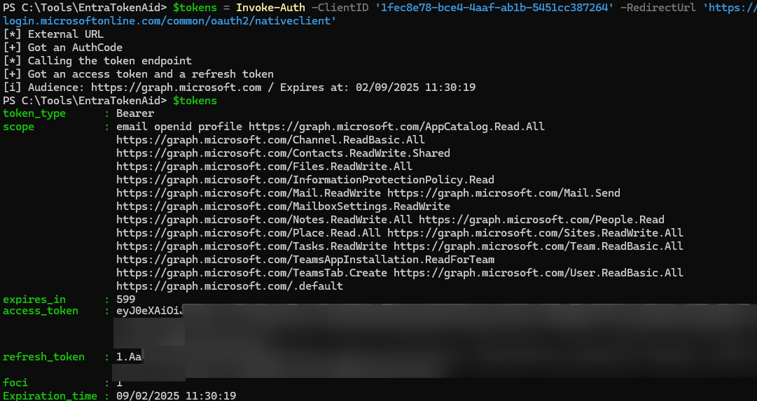 PS C:\Tools\EntraTokenAid> $tokens = Invoke-Auth -ClientID '1fec8e78-bce4-4aaf-ab1b-5451cc387264' -RedirectUrl 'https://
login.microsoftonline.com/common/oauth2/nativeclient'
[*] External URL
[+] Got an AuthCode
[*] Calling the token endpoint
[+] Got an access token and a refresh token
[i] Audience: https://graph.microsoft.com / Expires at: 02/09/2025 11:30:19
PS C:\Tools\EntraTokenAid> $tokens
token_type : Bearer
scope : email openid profile https://graph.microsoft.com/AppCatalog.Read.All
https://graph.microsoft.com/Channel.ReadBasic.All
https://graph.microsoft.com/Contacts.ReadWrite.Shared
https://graph.microsoft.com/Files.ReadWrite.All
https://graph.microsoft.com/InformationProtectionPolicy.Read
https://graph.microsoft.com/Mail.ReadWrite https://graph.microsoft.com/Mail.Send
https://graph.microsoft.com/MailboxSettings.ReadWrite
https://graph.microsoft.com/Notes.ReadWrite.All https://graph.microsoft.com/People.Read
https://graph.microsoft.com/Place.Read.All https://graph.microsoft.com/Sites.ReadWrite.All
https://graph.microsoft.com/Tasks.ReadWrite https://graph.microsoft.com/Team.ReadBasic.All
https://graph.microsoft.com/TeamsAppInstallation.ReadForTeam
https://graph.microsoft.com/TeamsTab.Create https://graph.microsoft.com/User.ReadBasic.All
https://graph.microsoft.com/.default
expires_in : 599
access_token : eyJ0eXAiOiJ
refresh_token : 1.Aa
foci : 1
Expiration_time : 09/02/2025 11:30:19